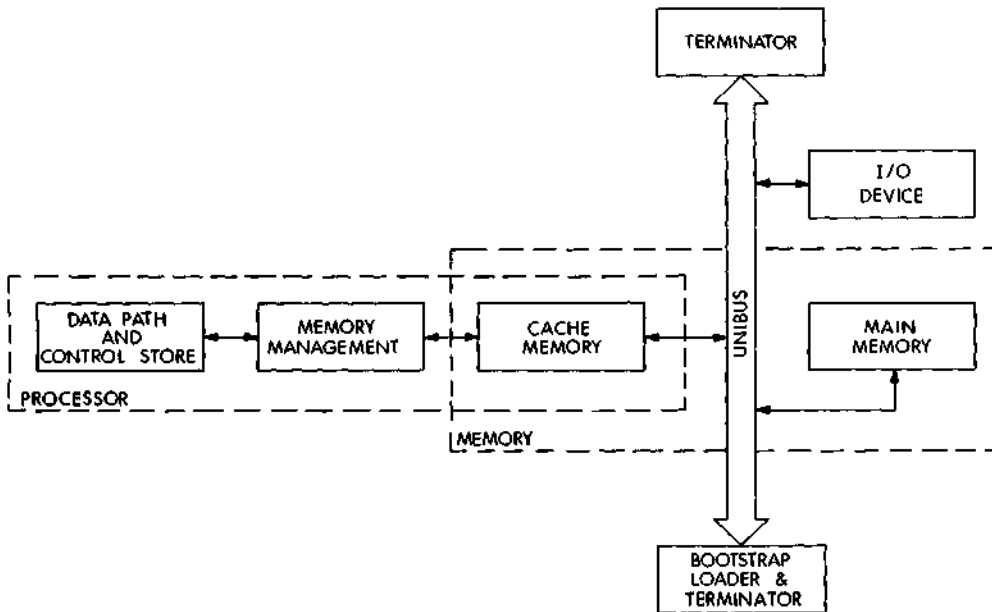 TERMINATOR
I/O
DEVICE
DATA PATH
AND
CONTROL STORE
MEMORY
MANAGEMENT
CACHE
MEMORY
UNIBUS
MAIN
MEMORY
PROCESSOR
MEMORY
BOOTSTRAP
LOADER &
TERMINATOR